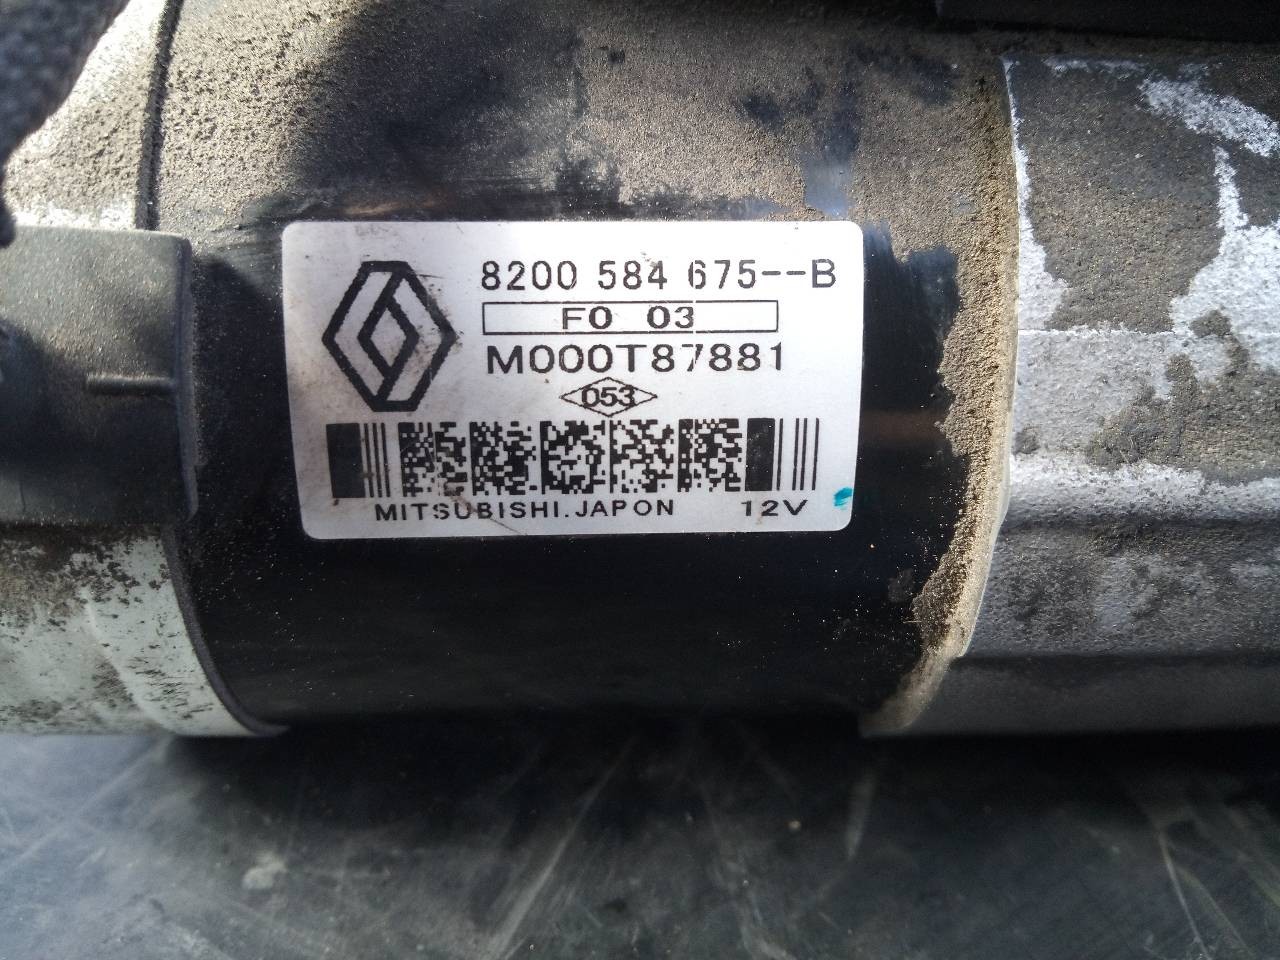 8200 584 675--B
F0 03
M000T87881
053
MITSUBISHI.JAPON 12V